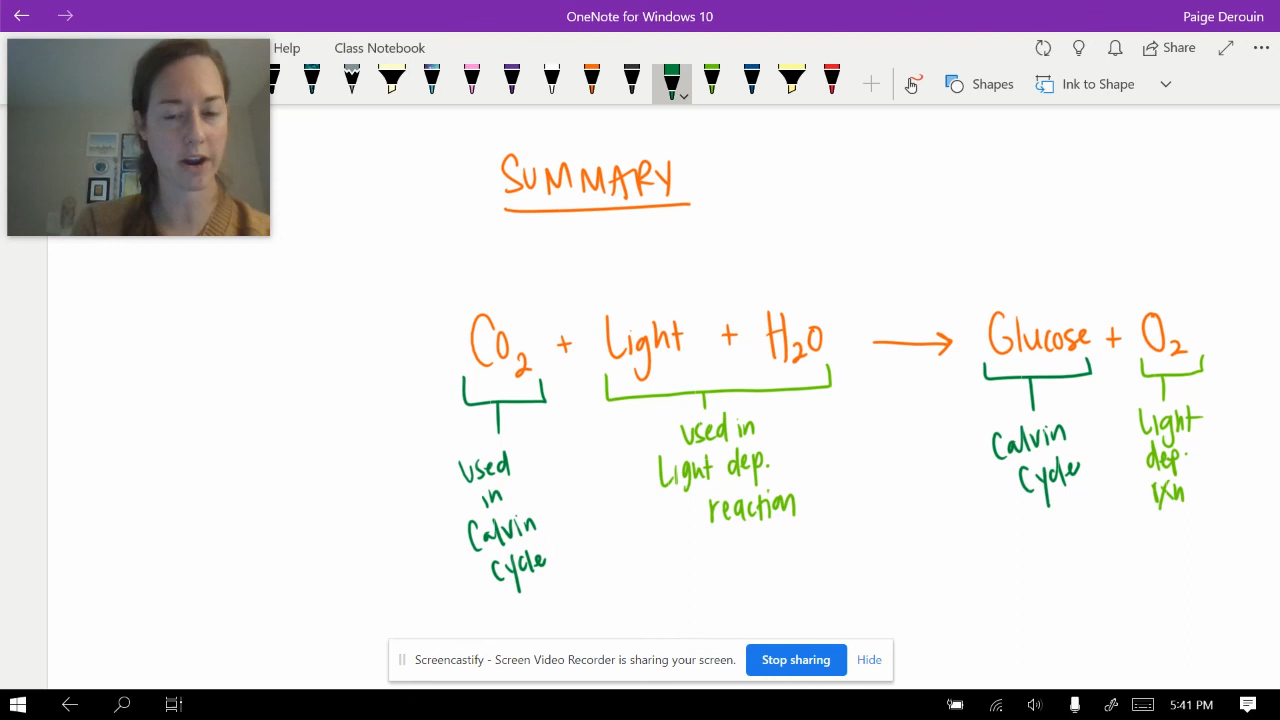 OneNote for Windows 10
Paige Derouin
Help Class Notebook
Share
Shapes
Ink to Shape
SUMMARY
CO2 + Light + H2O → Glucose + O2
used
in
Calvin
cycle
used in
Light dep.
reaction
Calvin
cycle
Light
dep.
rxn
Screencastify - Screen Video Recorder is sharing your screen.
Stop sharing
Hide
5:41 PM